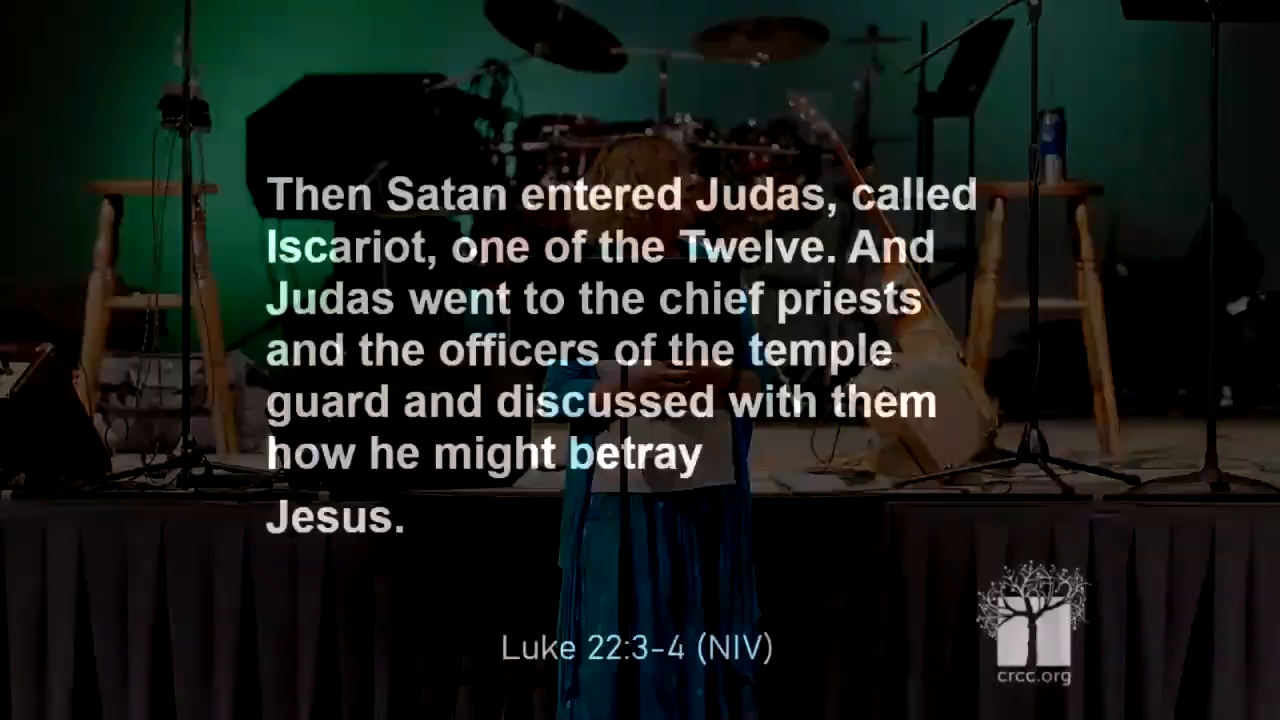 Then Satan entered Judas, called
Iscariot, one of the Twelve. And
Judas went to the chief priests
and the officers of the temple
guard and discussed with them
how he might betray
Jesus.
Luke 22:3-4 (NIV)
crcc.org